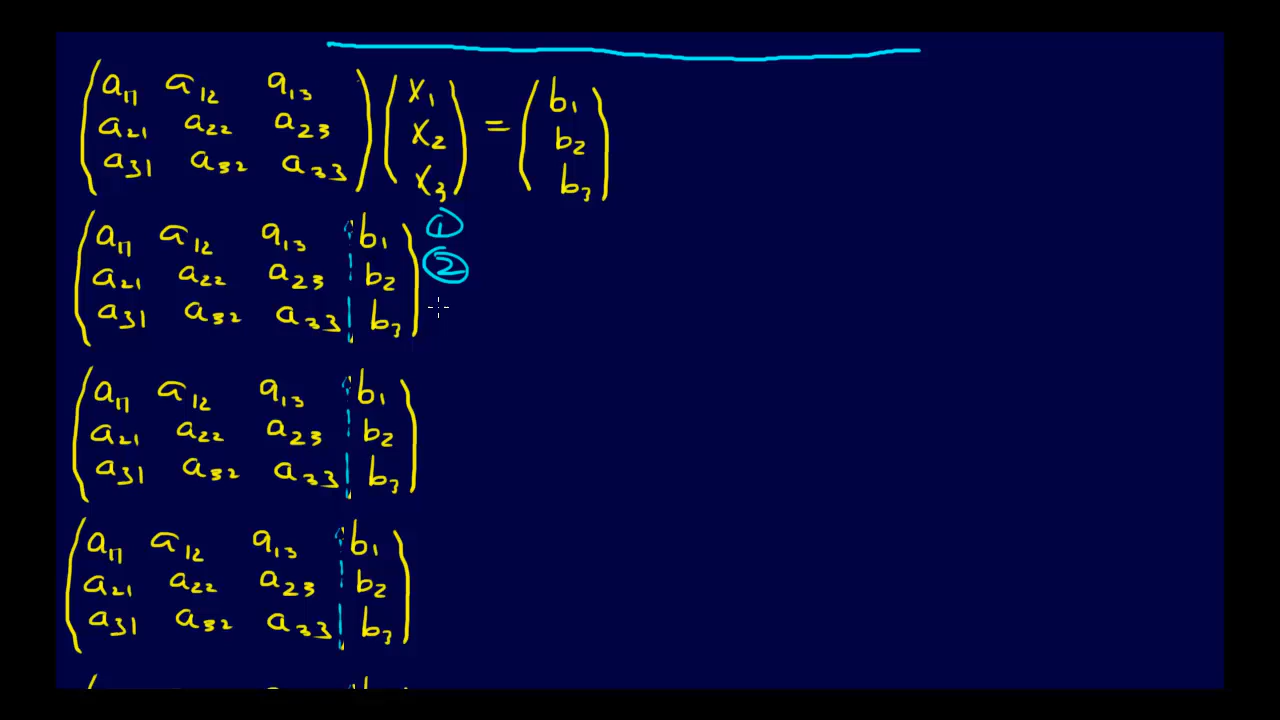 ( a₁₁ a₁₂ a₁₃ ) ( x₁ ) = ( b₁ )
( a₂₁ a₂₂ a₂₃ ) ( x₂ ) ( b₂ )
( a₃₁ a₃₂ a₃₃ ) ( x₃ ) ( b₃ )
( a₁₁ a₁₂ a₁₃ | b₁ ) ①
( a₂₁ a₂₂ a₂₃ | b₂ ) ②
( a₃₁ a₃₂ a₃₃ | b₃ )
( a₁₁ a₁₂ a₁₃ | b₁ )
( a₂₁ a₂₂ a₂₃ | b₂ )
( a₃₁ a₃₂ a₃₃ | b₃ )
( a₁₁ a₁₂ a₁₃ | b₁ )
( a₂₁ a₂₂ a₂₃ | b₂ )
( a₃₁ a₃₂ a₃₃ | b₃ )